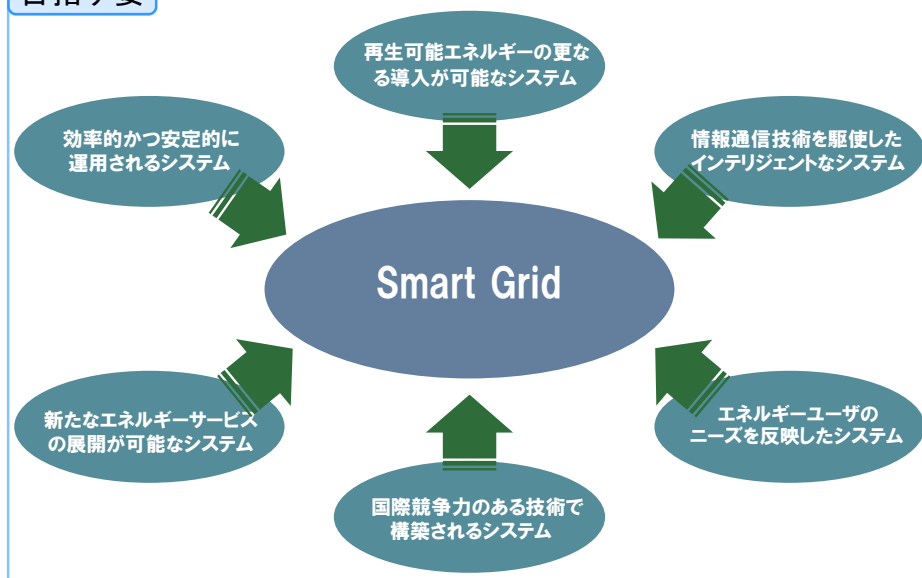 目指す姿
再生可能エネルギーの更な
る導入が可能なシステム
効率的かつ安定的に
運用されるシステム
情報通信技術を駆使した
インテリジェントなシステム
Smart Grid
新たなエネルギーサービス
の展開が可能なシステム
エネルギーユーザの
ニーズを反映したシステム
国際競争力のある技術で
構築されるシステム